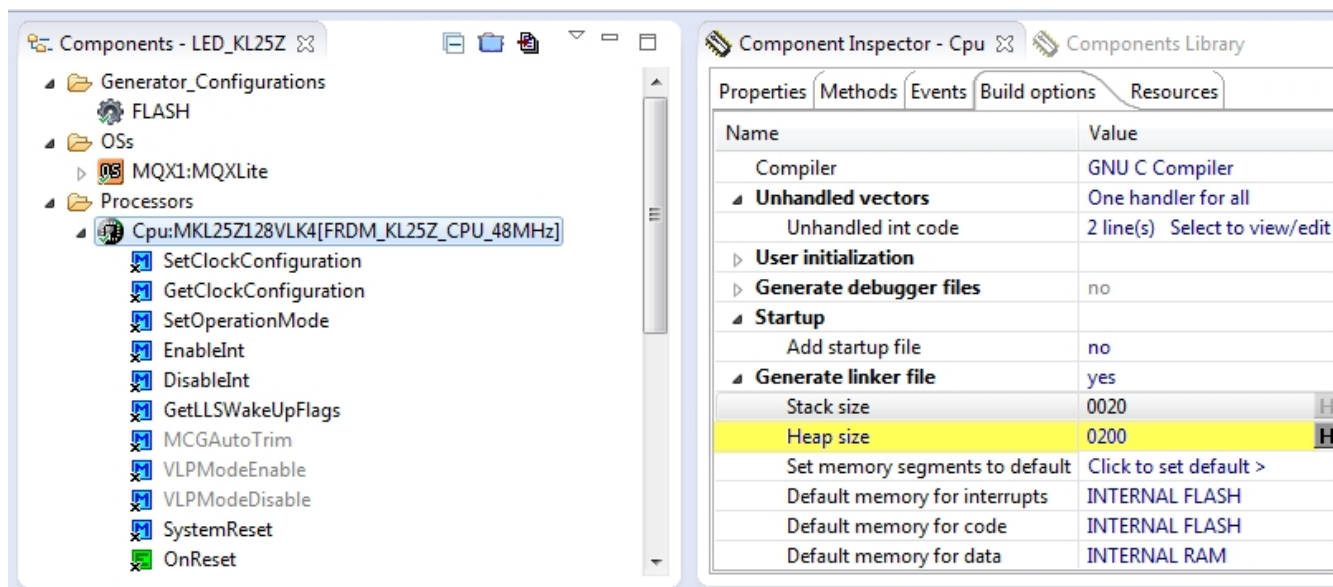 Components - LED_KL25Z
Generator_Configurations
FLASH
OSs
MQX1:MQXLite
Processors
Cpu:MKL25Z128VLK4[FRDM_KL25Z_CPU_48MHz]
SetClockConfiguration
GetClockConfiguration
SetOperationMode
EnableInt
DisableInt
GetLLSWakeUpFlags
MCGAutoTrim
VLPModeEnable
VLPModeDisable
SystemReset
OnReset
Component Inspector - Cpu Components Library
Properties Methods Events Build options Resources
Name Value
Compiler GNU C Compiler
Unhandled vectors One handler for all
Unhandled int code 2 line(s) Select to view/edit
User initialization
Generate debugger files no
Startup
Add startup file no
Generate linker file yes
Stack size 0020 H
Heap size 0200 H
Set memory segments to default Click to set default >
Default memory for interrupts INTERNAL FLASH
Default memory for code INTERNAL FLASH
Default memory for data INTERNAL RAM